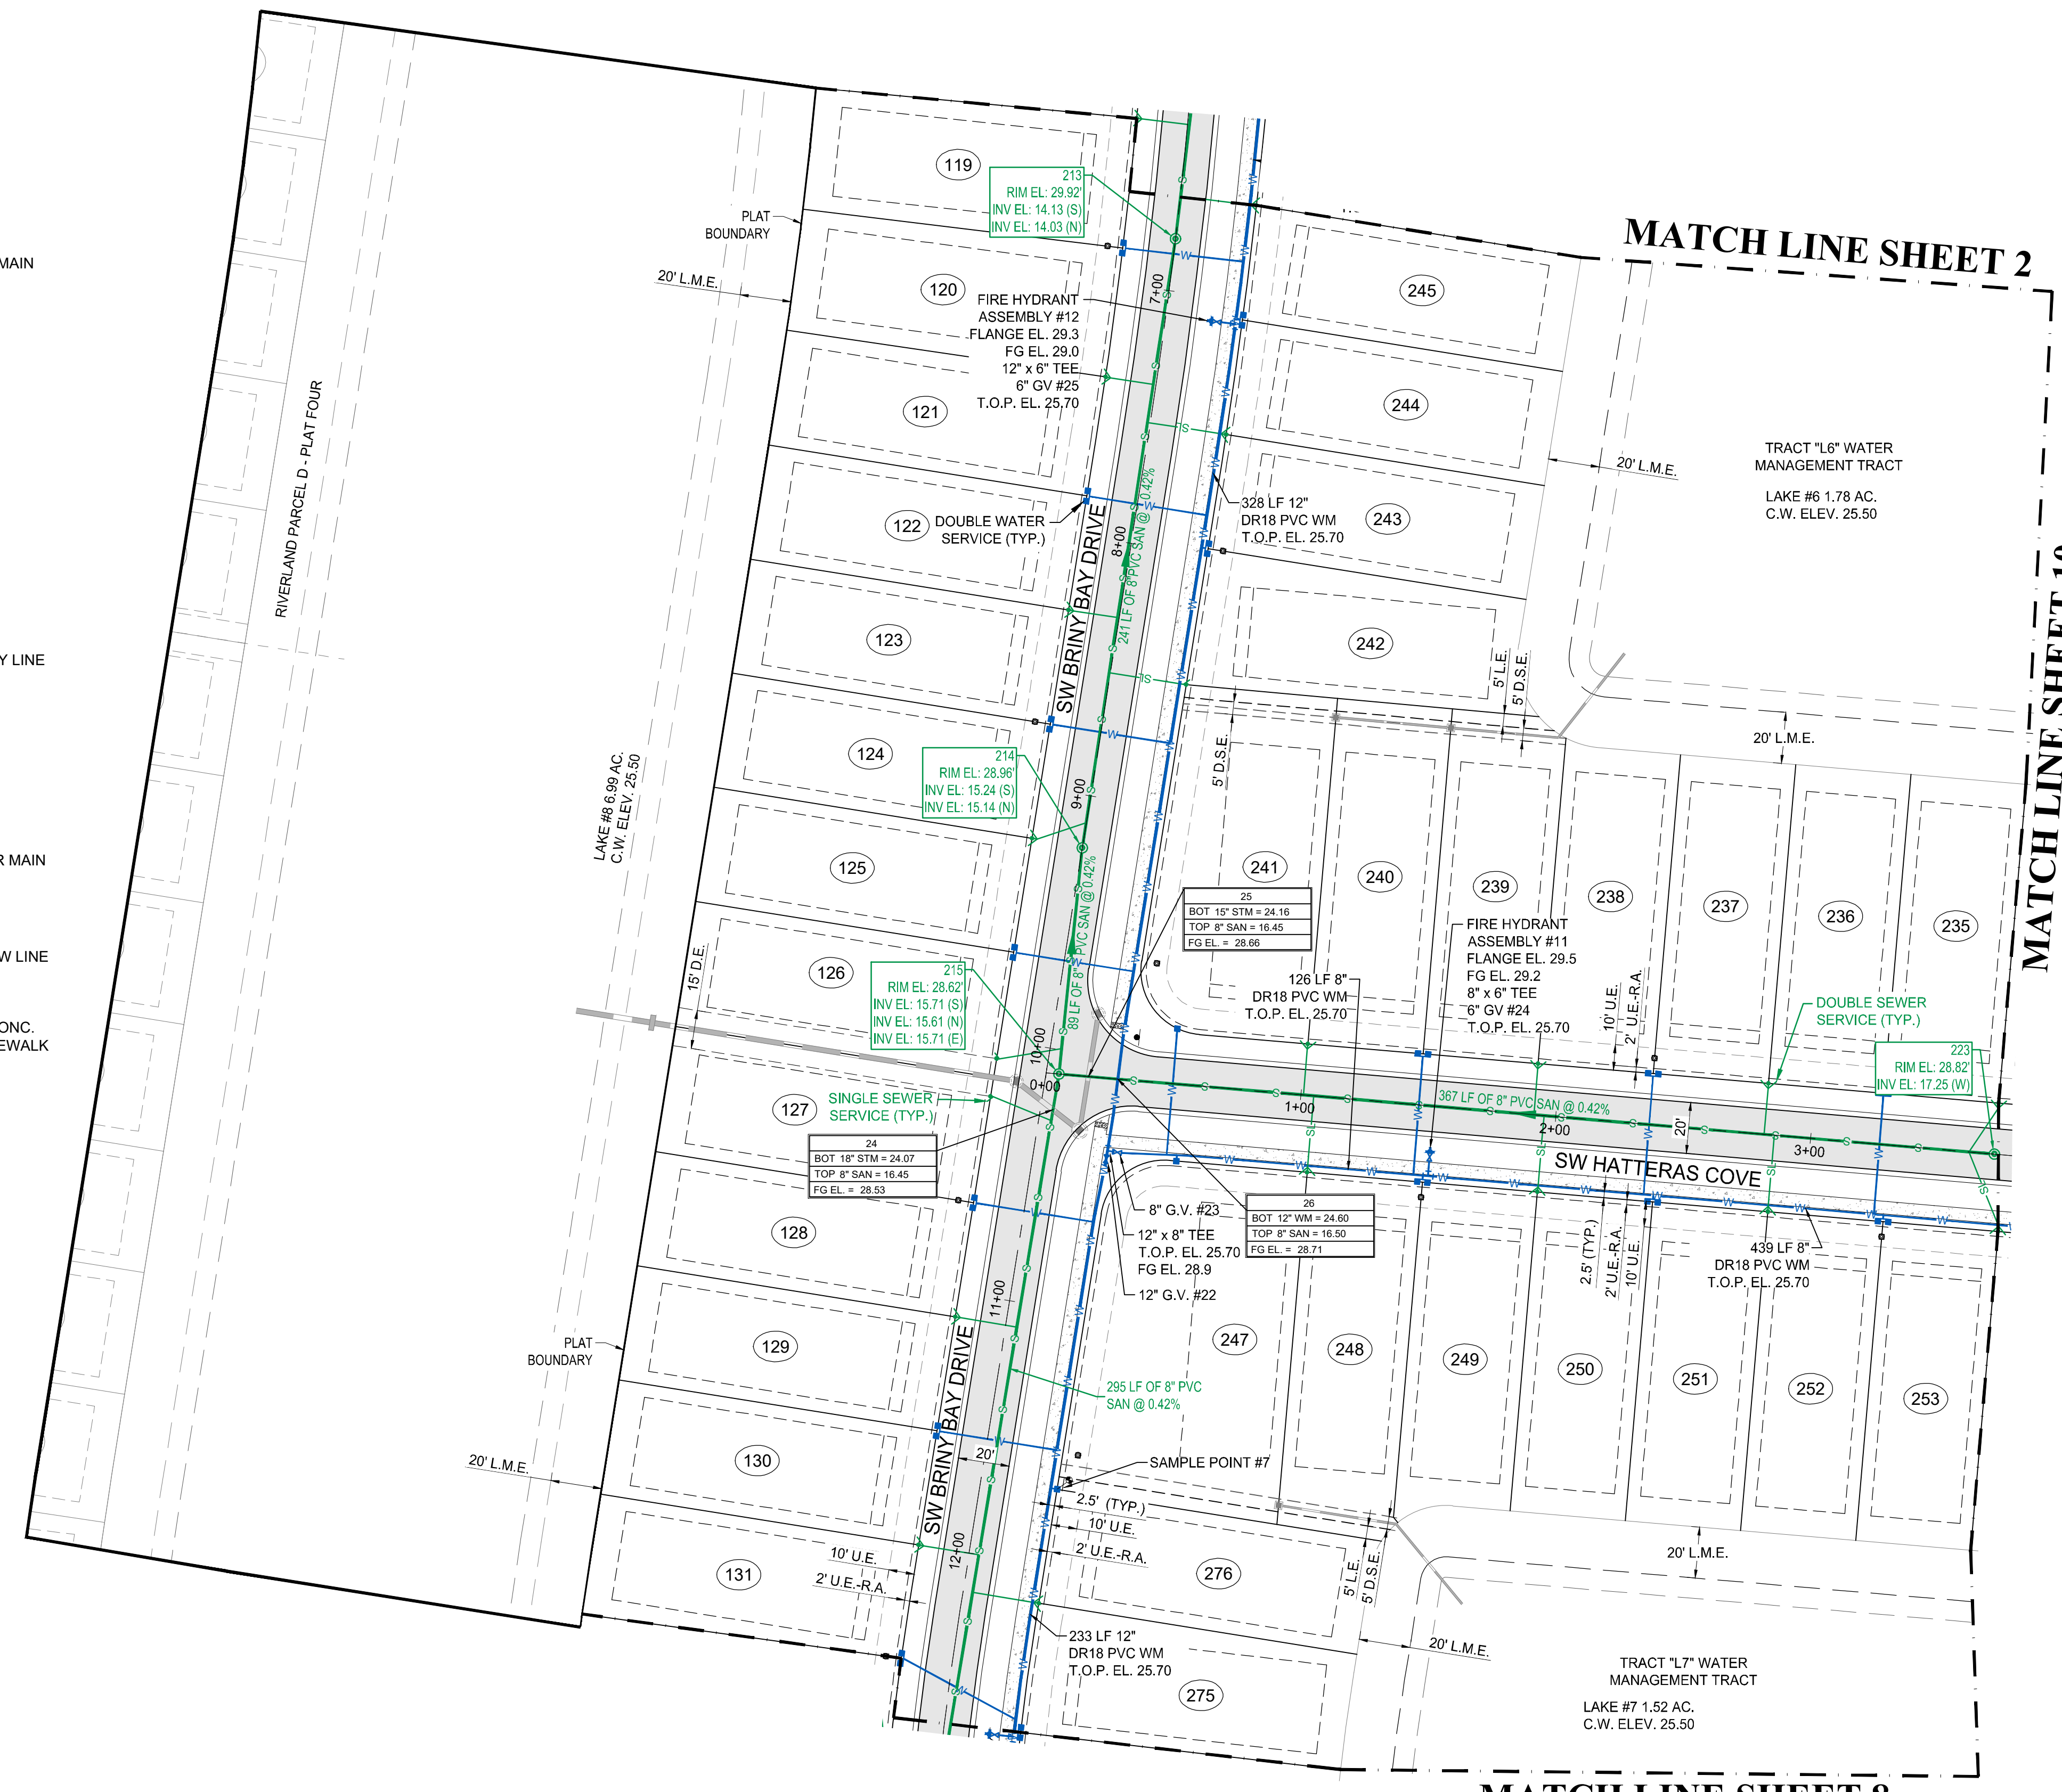 MAIN
Y LINE
R MAIN
W LINE
ONC.
EWALK
RIVERLAND PARCEL D - PLAT FOUR
PLAT
BOUNDARY
20' L.M.E.
LAKE #8 6.99 AC.
C.W. ELEV. 25.50
15' D.E.
PLAT
BOUNDARY
20' L.M.E.
119
120
121
122
123
124
125
126
127
128
129
130
131
213
RIM EL: 29.92'
INV EL: 14.13 (S)
INV EL: 14.03 (N)
FIRE HYDRANT
ASSEMBLY #12
FLANGE EL. 29.3
FG EL. 29.0
12" x 6" TEE
6" GV #25
T.O.P. EL. 25.70
7+00
DOUBLE WATER
SERVICE (TYP.)
8+00
SW BRINY BAY DRIVE
241 LF OF 8" PVC SAN @ 0.42%
328 LF 12"
DR18 PVC WM
T.O.P. EL. 25.70
214
RIM EL: 28.96'
INV EL: 15.24 (S)
INV EL: 15.14 (N)
9+00
89 LF OF 8" PVC SAN @ 0.42%
215
RIM EL: 28.62'
INV EL: 15.71 (S)
INV EL: 15.61 (N)
INV EL: 15.71 (E)
10+00
0+00
SINGLE SEWER
SERVICE (TYP.)
24
BOT 18" STM = 24.07
TOP 8" SAN = 16.45
FG EL. = 28.53
25
BOT 15" STM = 24.16
TOP 8" SAN = 16.45
FG EL. = 28.66
26
BOT 12" WM = 24.60
TOP 8" SAN = 16.50
FG EL. = 28.71
126 LF 8"
DR18 PVC WM
T.O.P. EL. 25.70
FIRE HYDRANT
ASSEMBLY #11
FLANGE EL. 29.5
FG EL. 29.2
8" x 6" TEE
6" GV #24
T.O.P. EL. 25.70
10' U.E.
2' U.E.-R.A.
DOUBLE SEWER
SERVICE (TYP.)
223
RIM EL: 28.82'
INV EL: 17.25 (W)
1+00
367 LF OF 8" PVC SAN @ 0.42%
2+00
20'
3+00
SW HATTERAS COVE
8" G.V. #23
12" x 8" TEE
T.O.P. EL. 25.70
FG EL. 28.9
12" G.V. #22
2.5' (TYP.)
2' U.E.-R.A.
10' U.E.
439 LF 8"
DR18 PVC WM
T.O.P. EL. 25.70
11+00
SW BRINY BAY DRIVE
295 LF OF 8" PVC
SAN @ 0.42%
20'
SAMPLE POINT #7
2.5' (TYP.)
10' U.E.
2' U.E.-R.A.
12+00
10' U.E.
2' U.E.-R.A.
233 LF 12"
DR18 PVC WM
T.O.P. EL. 25.70
245
244
243
242
241
240
239
238
237
236
235
247
248
249
250
251
252
253
276
275
5' D.S.E.
5' L.E.
5' D.S.E.
20' L.M.E.
20' L.M.E.
TRACT "L6" WATER
MANAGEMENT TRACT
LAKE #6 1.78 AC.
C.W. ELEV. 25.50
MATCH LINE SHEET 2
MATCH LINE SHEET 10
5' L.E.
5' D.S.E.
20' L.M.E.
20' L.M.E.
TRACT "L7" WATER
MANAGEMENT TRACT
LAKE #7 1.52 AC.
C.W. ELEV. 25.50
MATCH LINE SHEET 8